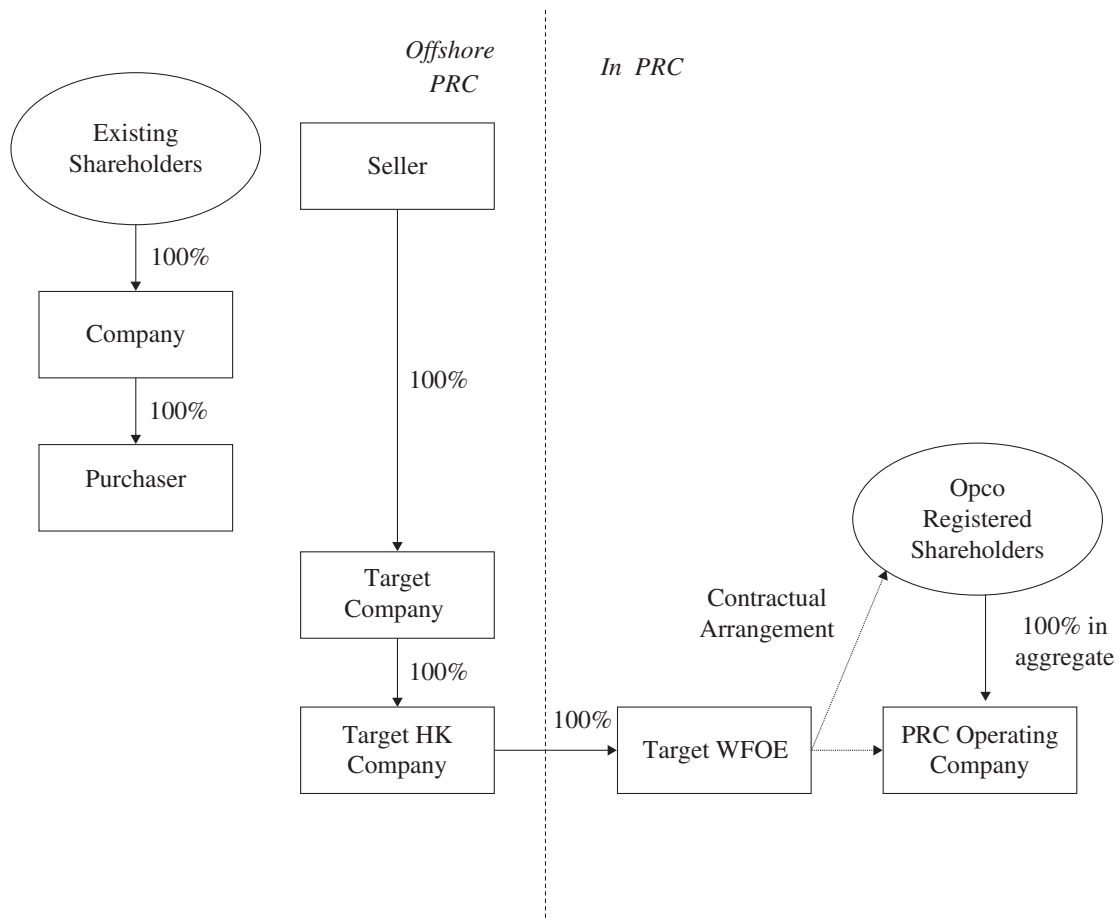 Offshore
PRC
In PRC
Existing
Shareholders
Seller
100%
Company
100%
100%
Purchaser
Opco
Registered
Shareholders
Target
Company
Contractual
Arrangement
100% in
aggregate
100%
100%
Target HK
Company
Target WFOE
PRC Operating
Company